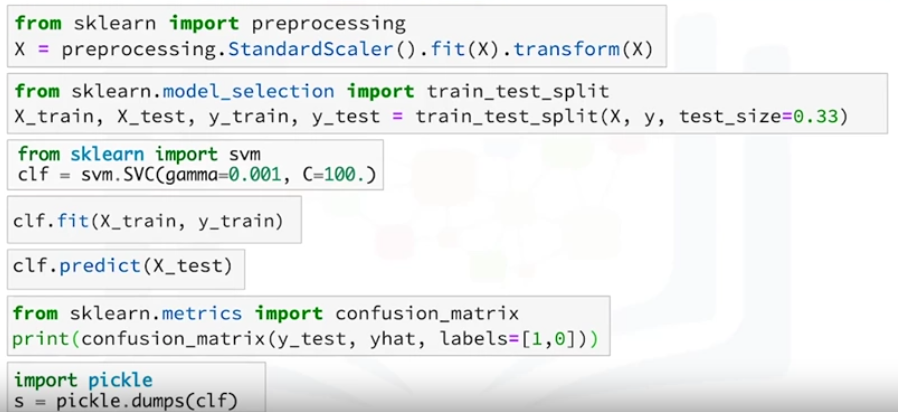 from sklearn import preprocessing
X = preprocessing.StandardScaler().fit(X).transform(X)
from sklearn.model_selection import train_test_split
X_train, X_test, y_train, y_test = train_test_split(X, y, test_size=0.33)
from sklearn import svm
clf = svm.SVC(gamma=0.001, C=100.)
clf.fit(X_train, y_train)
clf.predict(X_test)
from sklearn.metrics import confusion_matrix
print(confusion_matrix(y_test, yhat, labels=[1,0]))
import pickle
s = pickle.dumps(clf)